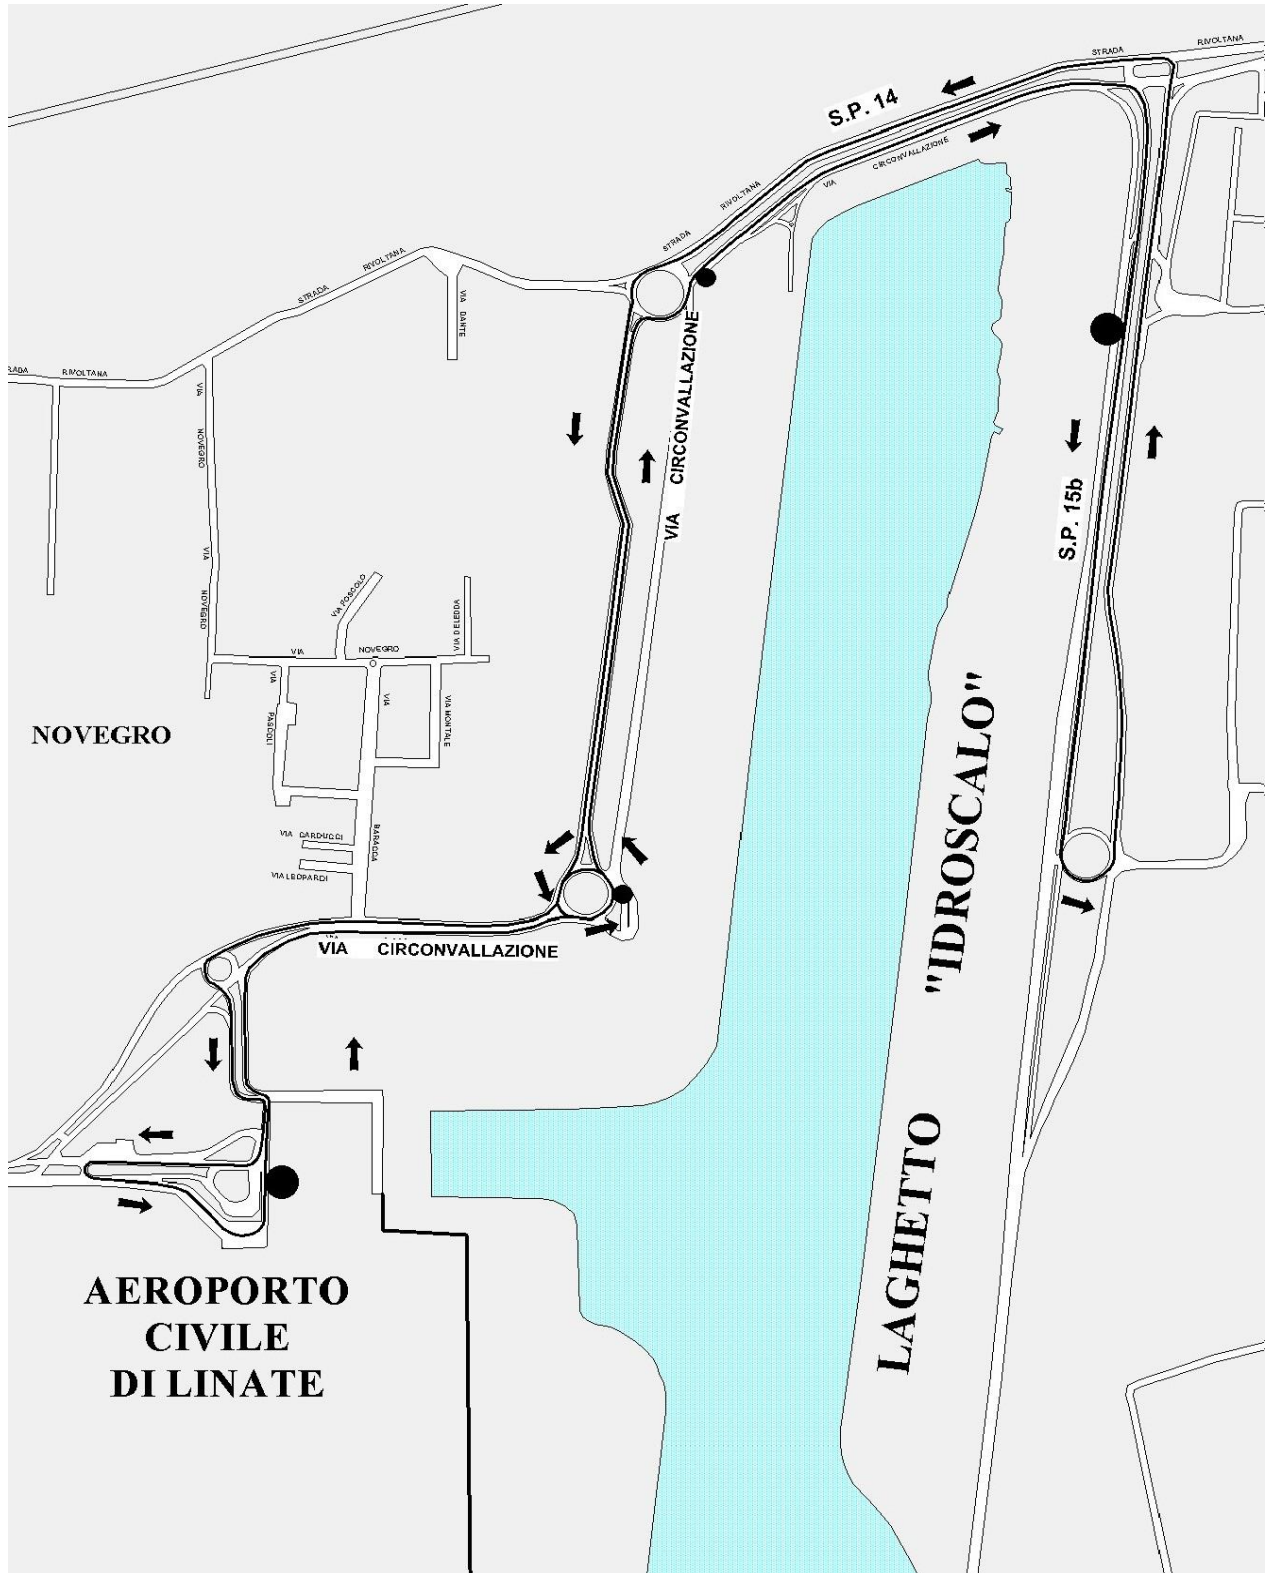 STRADA
RIVOLTANA
S.P. 14
VIA
CIRCONVALLAZIONE
RIVOLTANA
STRADA
RIVOLTANA
STRADA
VIA DANTE
RADA
RIVOLTANA
VIA
NOVEGRO
VIA
NOVEGRO
VIA CIRCONVALLAZIONE
S.P. 15b
VIA FOSCOLO
VIA DELEDDA
VIA
NOVEGRO
VIA
PASCOLI
VIA
BARACCA
VIA MONTALE
NOVEGRO
VIA CARDUCCI
VIA LEOPARDI
VIA CIRCONVALLAZIONE
LAGHETTO "IDROSCALO"
AEROPORTO
CIVILE
DI LINATE